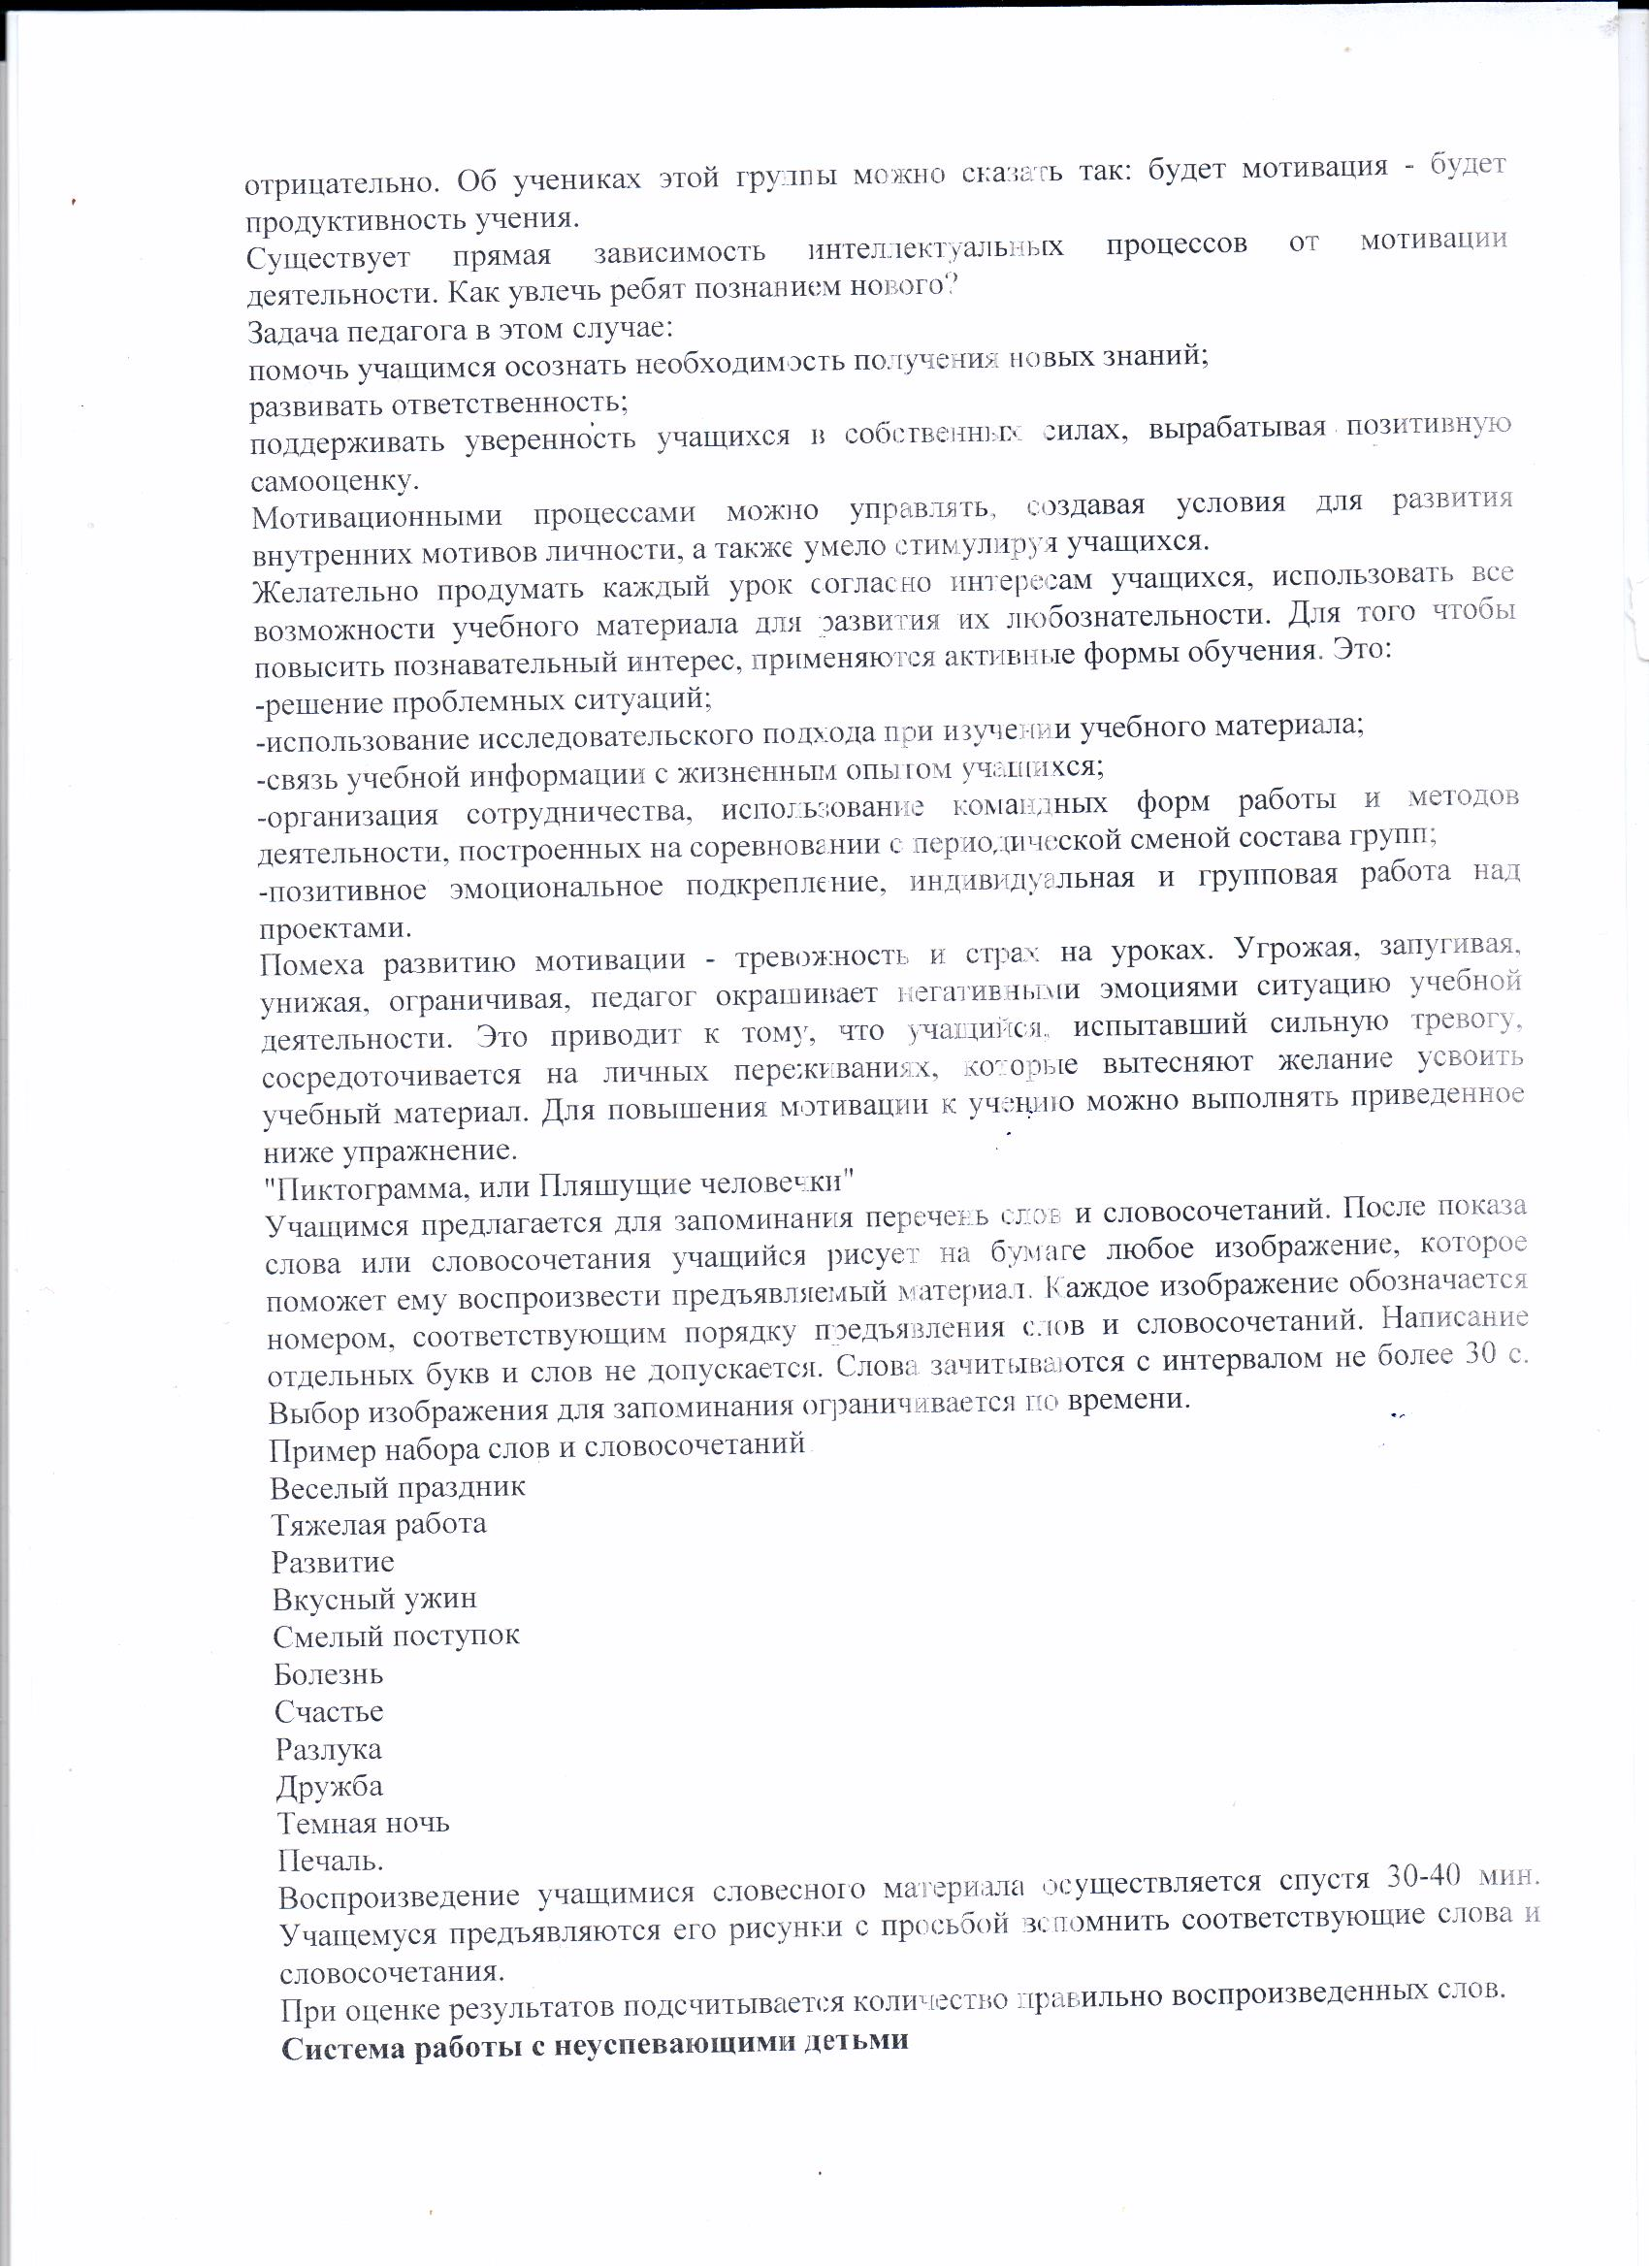 отрицательно. Об учениках этой группы можно сказать так: будет мотивация - будет
продуктивность учения.
Существует прямая зависимость интеллектуальных процессов от мотивации
деятельности. Как увлечь ребят познанием нового?
Задача педагога в этом случае:
помочь учащимся осознать необходимость получения новых знаний;
развивать ответственность;
поддерживать уверенность учащихся в собственных силах, вырабатывая позитивную
самооценку.
Мотивационными процессами можно управлять, создавая условия для развития
внутренних мотивов личности, а также умело стимулируя учащихся.
Желательно продумать каждый урок согласно интересам учащихся, использовать все
возможности учебного материала для развития их любознательности. Для того чтобы
повысить познавательный интерес, применяются активные формы обучения. Это:
-решение проблемных ситуаций;
-использование исследовательского подхода при изучении учебного материала;
-связь учебной информации с жизненным опытом учащихся;
-организация сотрудничества, использование командных форм работы и методов
деятельности, построенных на соревновании с периодической сменой состава групп;
-позитивное эмоциональное подкрепление, индивидуальная и групповая работа над
проектами.
Помеха развитию мотивации - тревожность и страх на уроках. Угрожая, запугивая,
унижая, ограничивая, педагог окрашивает негативными эмоциями ситуацию учебной
деятельности. Это приводит к тому, что учащийся, испытавший сильную тревогу,
сосредоточивается на личных переживаниях, которые вытесняют желание усвоить
учебный материал. Для повышения мотивации к учению можно выполнять приведенное
ниже упражнение.
"Пиктограмма, или Пляшущие человечки"
Учащимся предлагается для запоминания перечень слов и словосочетаний. После показа
слова или словосочетания учащийся рисует на бумаге любое изображение, которое
поможет ему воспроизвести предъявляемый материал. Каждое изображение обозначается
номером, соответствующим порядку предъявления слов и словосочетаний. Написание
отдельных букв и слов не допускается. Слова зачитываются с интервалом не более 30 с.
Выбор изображения для запоминания ограничивается по времени.
Пример набора слов и словосочетаний
Веселый праздник
Тяжелая работа
Развитие
Вкусный ужин
Смелый поступок
Болезнь
Счастье
Разлука
Дружба
Темная ночь
Печаль.
Воспроизведение учащимися словесного материала осуществляется спустя 30-40 мин.
Учащемуся предъявляются его рисунки с просьбой вспомнить соответствующие слова и
словосочетания.
При оценке результатов подсчитывается количество правильно воспроизведенных слов.
Система работы с неуспевающими детьми